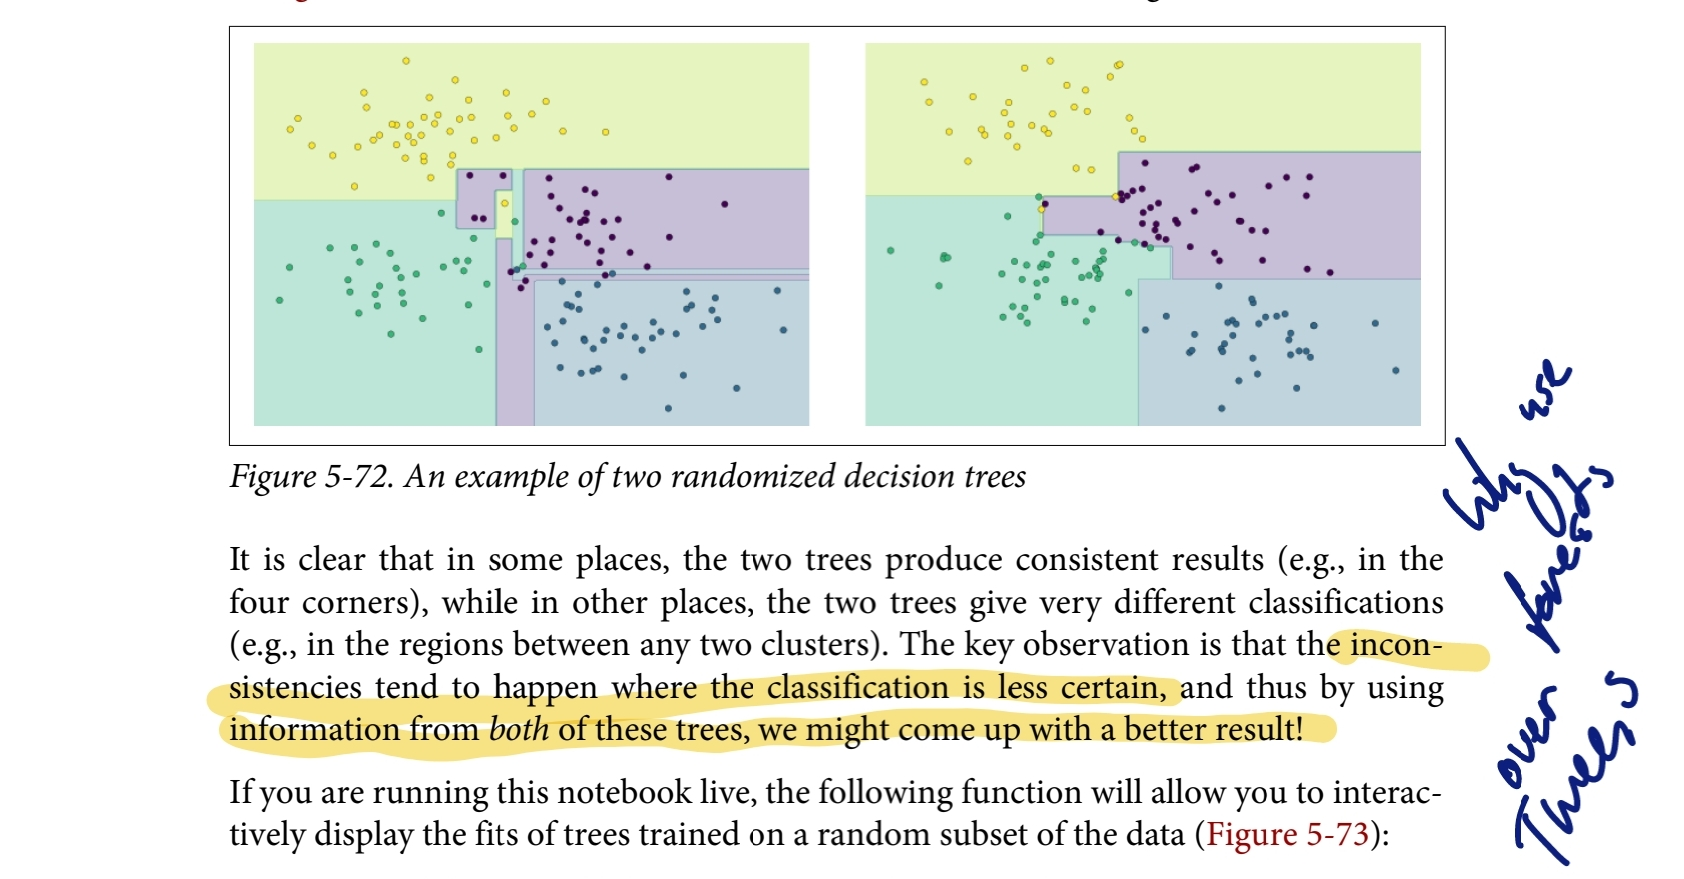 Figure 5-72. An example of two randomized decision trees
It is clear that in some places, the two trees produce consistent results (e.g., in the
four corners), while in other places, the two trees give very different classifications
(e.g., in the regions between any two clusters). The key observation is that the incon-
sistencies tend to happen where the classification is less certain, and thus by using
information from both of these trees, we might come up with a better result!
If you are running this notebook live, the following function will allow you to interac-
tively display the fits of trees trained on a random subset of the data (Figure 5-73):
Why use
forests
over
Trees